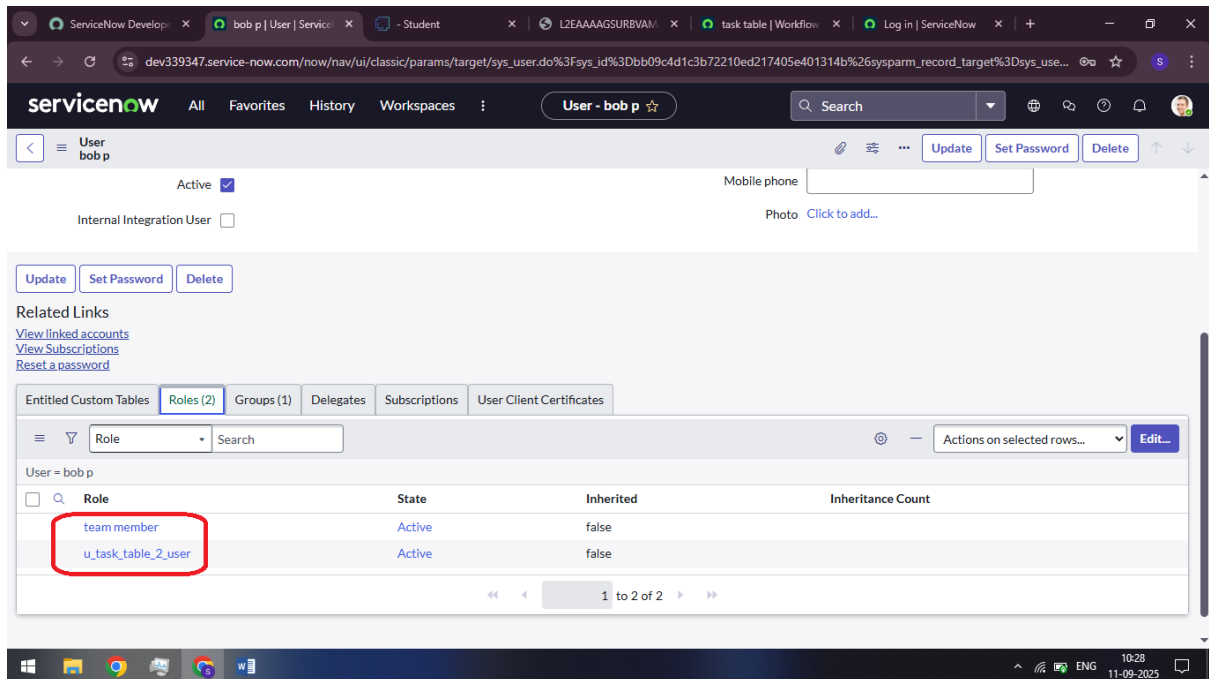 ServiceNow Develope
bob p | User | Service
- Student
L2EAAAAGSURBVAM
task table | Workflow
Log in | ServiceNow
dev339347.service-now.com/now/nav/ui/classic/params/target/sys_user.do%3Fsys_id%3Dbb09c4d1c3b72210ed217405e401314b%26sysparm_record_target%3Dsys_use...
S
servicenow All Favorites History Workspaces User - bob p Search
User
bob p
Update Set Password Delete
Active
Mobile phone
Internal Integration User
Photo Click to add...
Update Set Password Delete
Related Links
View linked accounts
View Subscriptions
Reset a password
Entitled Custom Tables Roles (2) Groups (1) Delegates Subscriptions User Client Certificates
Role Search Actions on selected rows... Edit...
User = bob p
Role State Inherited Inheritance Count
team member Active false
u_task_table_2_user Active false
1 to 2 of 2
ENG
10:28
11-09-2025